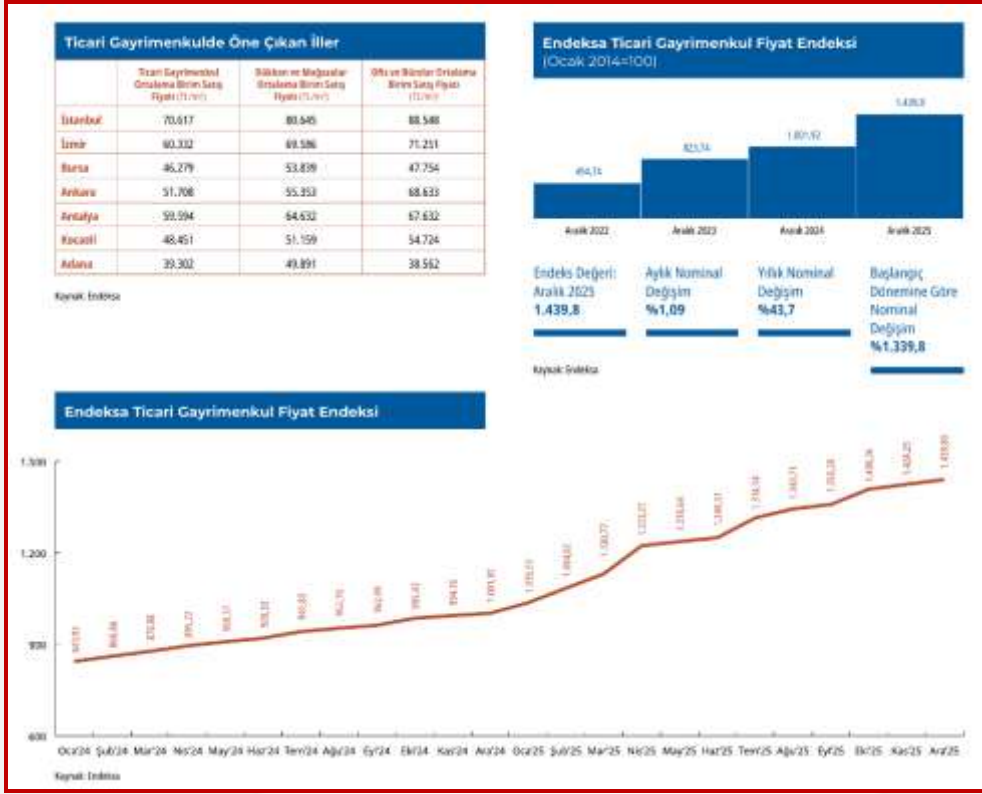 Ticari Gayrimenkulde Öne Çıkan İller
Ticari Gayrimenkul Ortalama Birim Satış Fiyatı (TL/m²)
Dükkan ve Mağazalar Ortalama Birim Satış Fiyatı (TL/m²)
Ofis ve Bürolar Ortalama Birim Satış Fiyatı (TL/m²)
İstanbul 70.617 80.645 88.548
İzmir 60.332 69.586 71.251
Bursa 46.279 53.839 47.754
Ankara 51.708 55.353 68.633
Antalya 59.594 64.632 67.632
Kocaeli 48.451 51.159 54.724
Adana 39.302 49.891 38.562
Kaynak: Endeksa
Endeksa Ticari Gayrimenkul Fiyat Endeksi
(Ocak 2014=100)
1.439,8
1.001,92
823,74
494,74
Aralık 2022 Aralık 2023 Aralık 2024 Aralık 2025
Endeks Değeri:
Aralık 2025
1.439,8
Aylık Nominal
Değişim
%1,09
Yıllık Nominal
Değişim
%43,7
Başlangıç
Dönemine Göre
Nominal
Değişim
%1.339,8
Kaynak: Endeksa
Endeksa Ticari Gayrimenkul Fiyat Endeksi
1.500
1.200
900
600
1.439,80
Oca'24 Şub'24 Mar'24 Nis'24 May'24 Haz'24 Tem'24 Ağu'24 Eyl'24 Eki'24 Kas'24 Ara'24 Oca'25 Şub'25 Mar'25 Nis'25 May'25 Haz'25 Tem'25 Ağu'25 Eyl'25 Eki'25 Kas'25 Ara'25
Kaynak: Endeksa